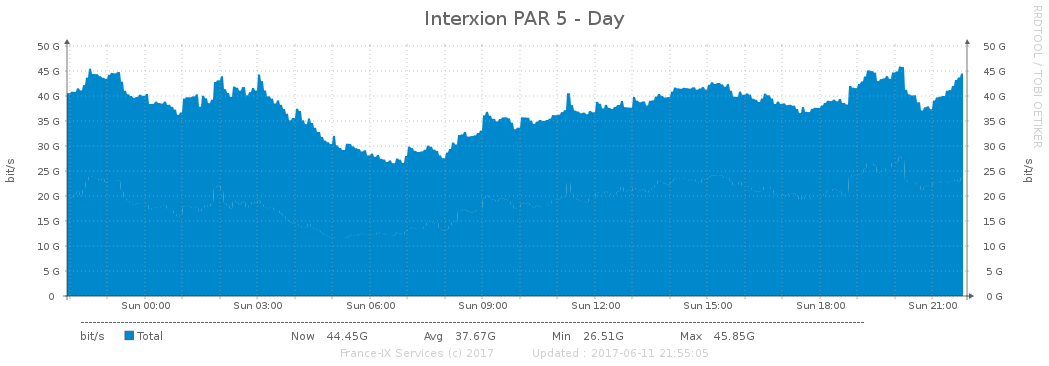 Interxion PAR 5 - Day
RRDTOOL / TOBI OETIKER
50 G 50 G
45 G 45 G
40 G 40 G
35 G 35 G
30 G 30 G
25 G 25 G
20 G 20 G
15 G 15 G
10 G 10 G
5 G 5 G
0 0 G
bit/s bit/s
Sun 00:00 Sun 03:00 Sun 06:00 Sun 09:00 Sun 12:00 Sun 15:00 Sun 18:00 Sun 21:00
bit/s Total Now 44.45G Avg 37.67G Min 26.51G Max 45.85G
France-IX Services (c) 2017 Updated : 2017-06-11 21:55:05